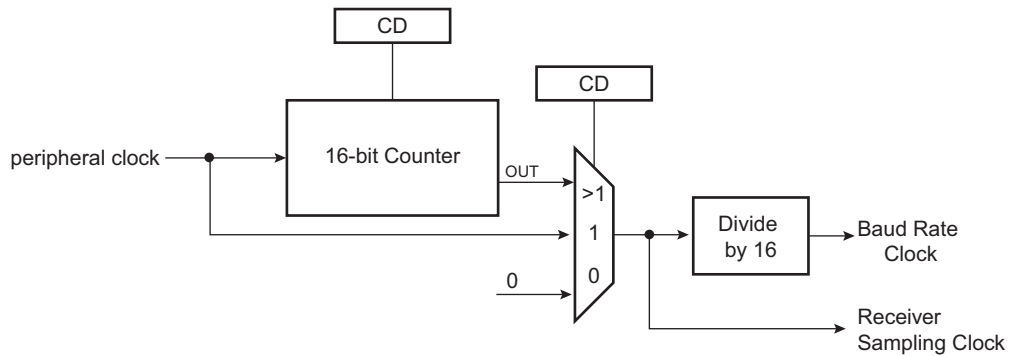 CD
CD
peripheral clock
16-bit Counter
OUT
>1
1
0
0
Divide
by 16
Baud Rate
Clock
Receiver
Sampling Clock